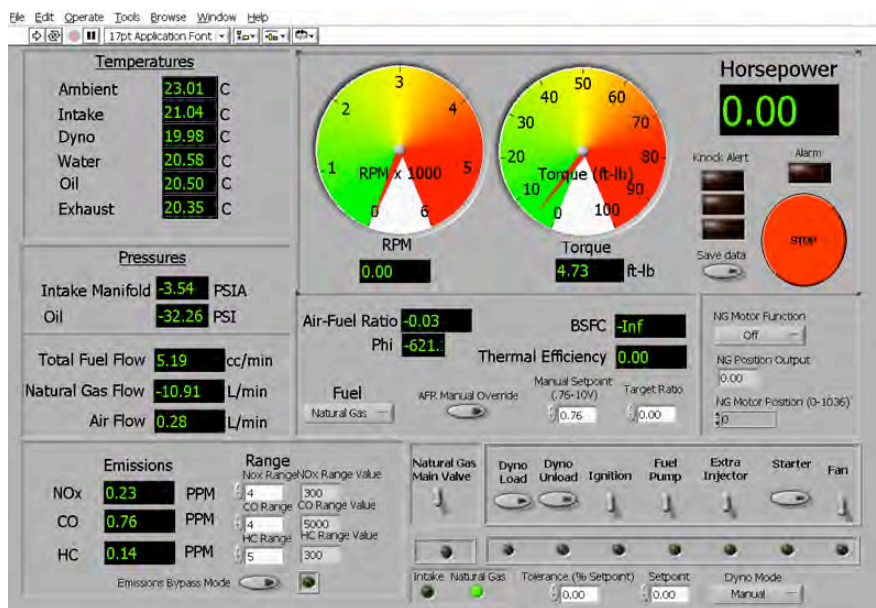 File Edit Operate Tools Browse Window Help
17pt Application Font
Temperatures
Ambient 23.01 C
Intake 21.04 C
Dyno 19.98 C
Water 20.58 C
Oil 20.50 C
Exhaust 20.35 C
Pressures
Intake Manifold -3.54 PSIA
Oil -32.26 PSI
Total Fuel Flow 5.19 cc/min
Natural Gas Flow -10.91 L/min
Air Flow 0.28 L/min
0 1 2 3 4 5 6
RPM x 1000
RPM
0.00
0 10 20 30 40 50 60 70 80 90 100
Torque (ft-lb)
Torque
4.73 ft-lb
Horsepower
0.00
Knock Alert Alarm
STOP
Save data
Air-Fuel Ratio -0.03
Phi -621.
BSFC -Inf
Thermal Efficiency 0.00
Fuel
Natural Gas
AFR Manual Override
Manual Setpoint
(.76-10V)
0.76
Target Ratio
0.00
NG Motor Function
Off
NG Position Output
0.00
NG Motor Position (0-1036)
0
Emissions
NOx 0.23 PPM
CO 0.76 PPM
HC 0.14 PPM
Range
Nox Range NOx Range Value
4 300
CO Range CO Range Value
4 5000
HC Range HC Range Value
5 300
Emissions Bypass Mode
Natural Gas
Main Valve
Dyno
Load
Dyno
Unload
Ignition
Fuel
Pump
Extra
Injector
Starter
Fan
Intake Natural Gas
Tolerance (% Setpoint)
0.00
Setpoint
0.00
Dyno Mode
Manual